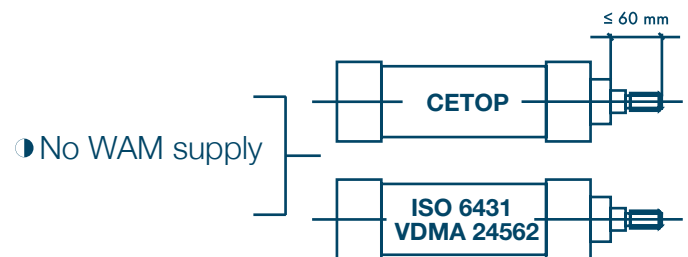 ≤ 60 mm
CETOP
No WAM supply
ISO 6431
VDMA 24562